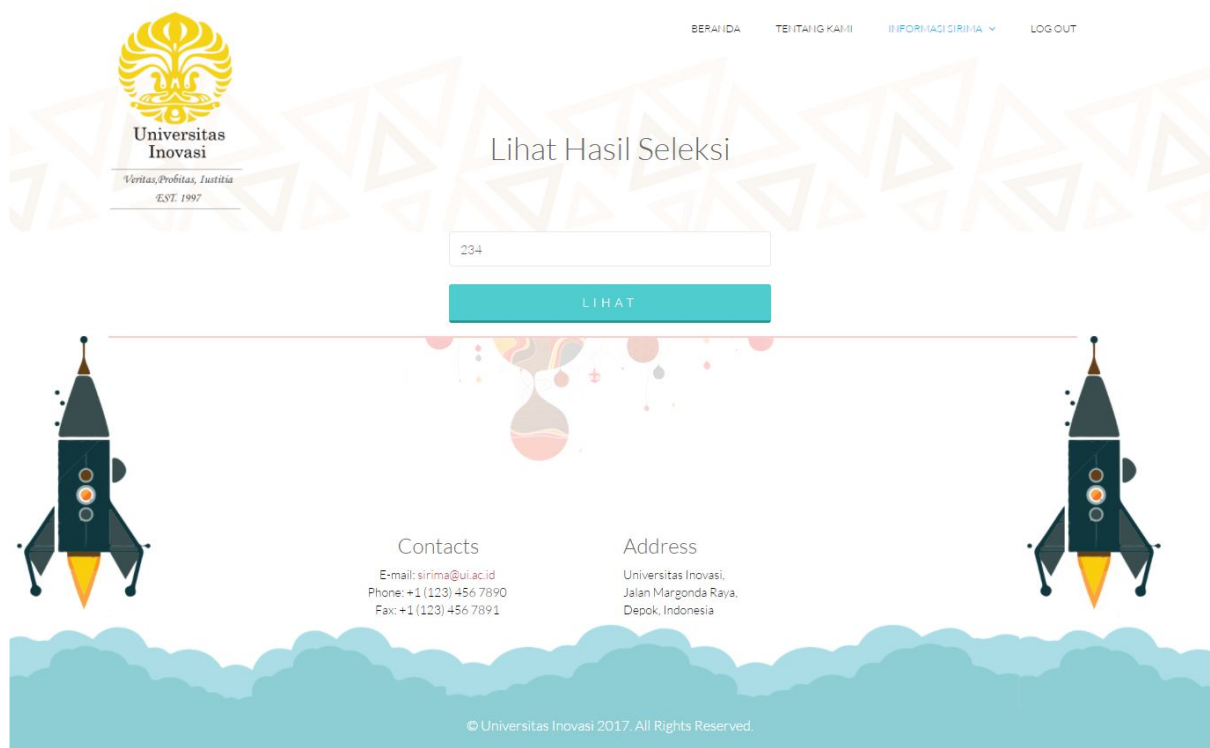 BERANDA TENTANG KAMI INFORMASI SIRIMA LOG OUT
Universitas
Inovasi
Veritas,Probitas, Iustitia
EST. 1997
Lihat Hasil Seleksi
234
LIHAT
Contacts
E-mail: sirima@ui.ac.id
Phone: +1 (123) 456 7890
Fax: +1 (123) 456 7891
Address
Universitas Inovasi,
Jalan Margonda Raya,
Depok, Indonesia
© Universitas Inovasi 2017. All Rights Reserved.